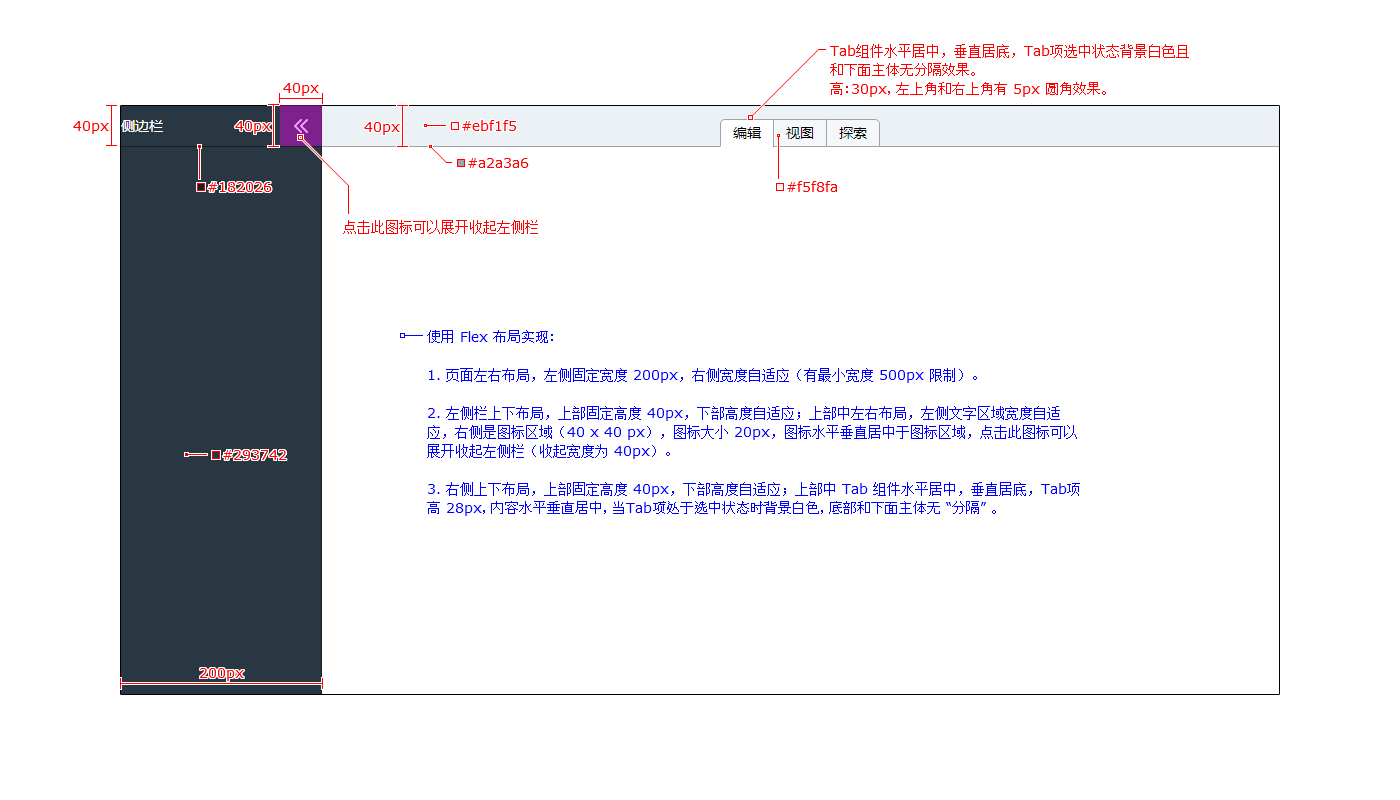 Tab组件水平居中，垂直居底，Tab项选中状态背景白色且
和下面主体无分隔效果。
高:30px，左上角和右上角有 5px 圆角效果。
40px
40px
侧边栏
40px
40px
#ebf1f5
编辑
视图
探索
#a2a3a6
#182026
#f5f8fa
点击此图标可以展开收起左侧栏
使用 Flex 布局实现:
1. 页面左右布局，左侧固定宽度 200px，右侧宽度自适应（有最小宽度 500px 限制）。
2. 左侧栏上下布局，上部固定高度 40px，下部高度自适应；上部中左右布局，左侧文字区域宽度自适
应，右侧是图标区域（40 x 40 px），图标大小 20px，图标水平垂直居中于图标区域，点击此图标可以
展开收起左侧栏（收起宽度为 40px）。
#293742
3. 右侧上下布局，上部固定高度 40px，下部高度自适应；上部中 Tab 组件水平居中，垂直居底，Tab项
高 28px，内容水平垂直居中，当Tab项处于选中状态时背景白色，底部和下面主体无 “分隔” 。
200px